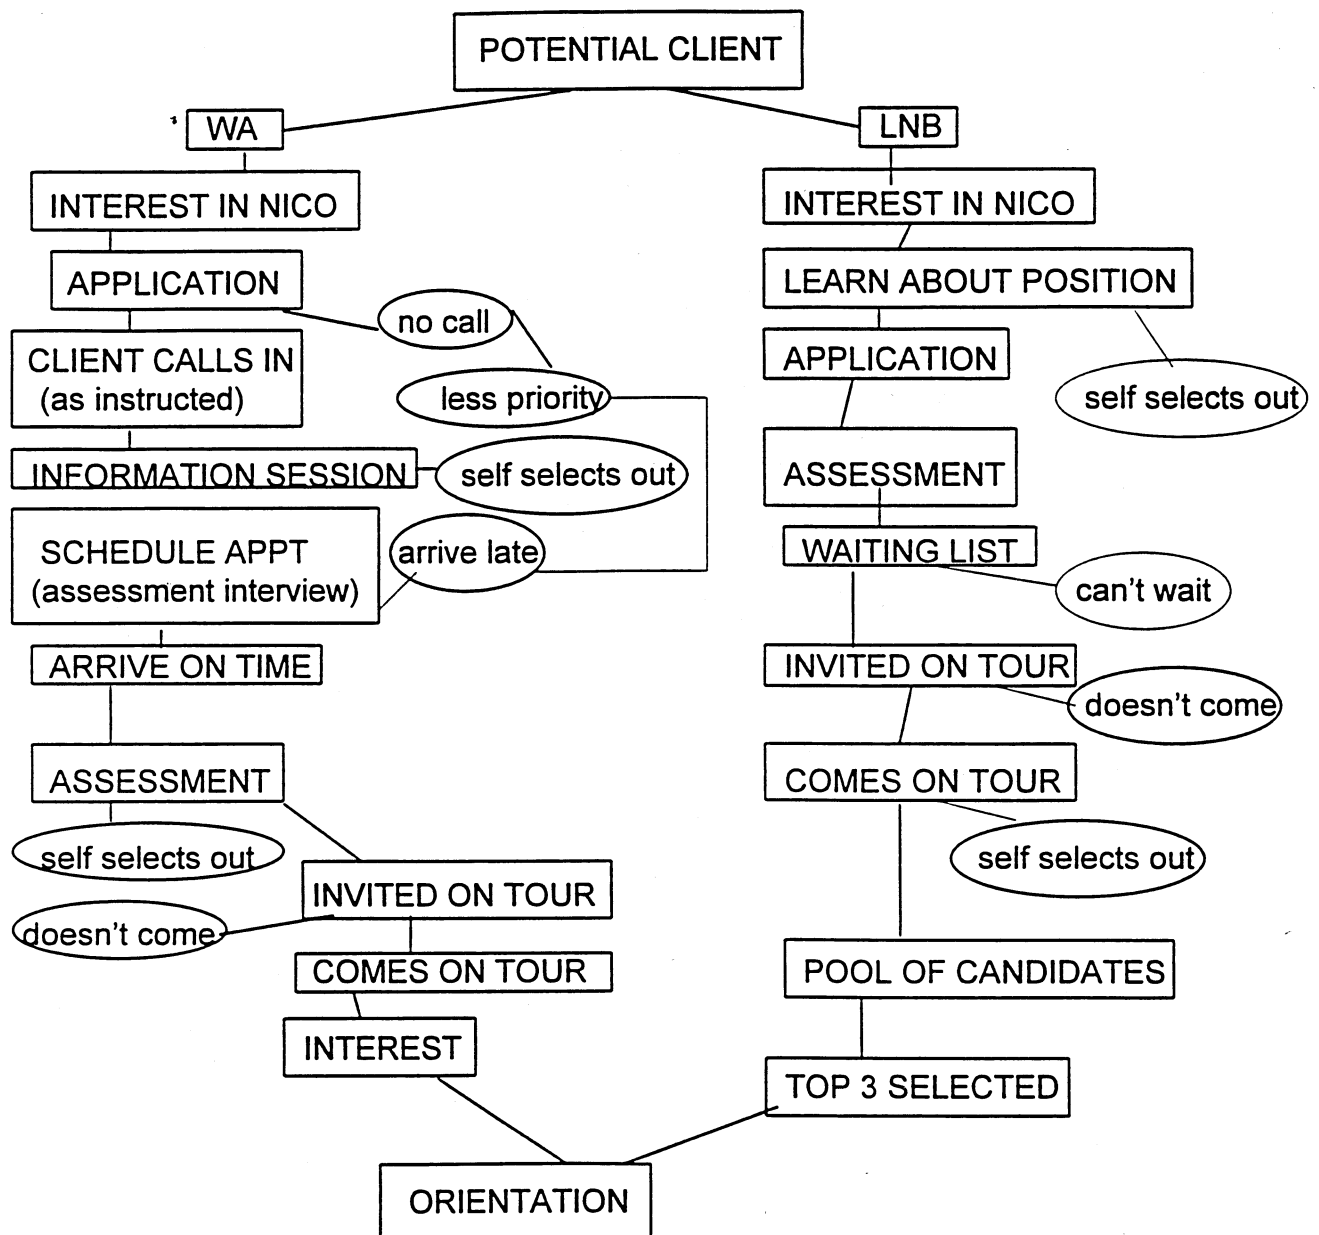 POTENTIAL CLIENT
WA
INTEREST IN NICO
APPLICATION
no call
CLIENT CALLS IN
(as instructed)
less priority
INFORMATION SESSION
self selects out
SCHEDULE APPT
(assessment interview)
arrive late
ARRIVE ON TIME
ASSESSMENT
self selects out
INVITED ON TOUR
doesn't come
COMES ON TOUR
INTEREST
LNB
INTEREST IN NICO
LEARN ABOUT POSITION
self selects out
APPLICATION
ASSESSMENT
WAITING LIST
can't wait
INVITED ON TOUR
doesn't come
COMES ON TOUR
self selects out
POOL OF CANDIDATES
TOP 3 SELECTED
ORIENTATION